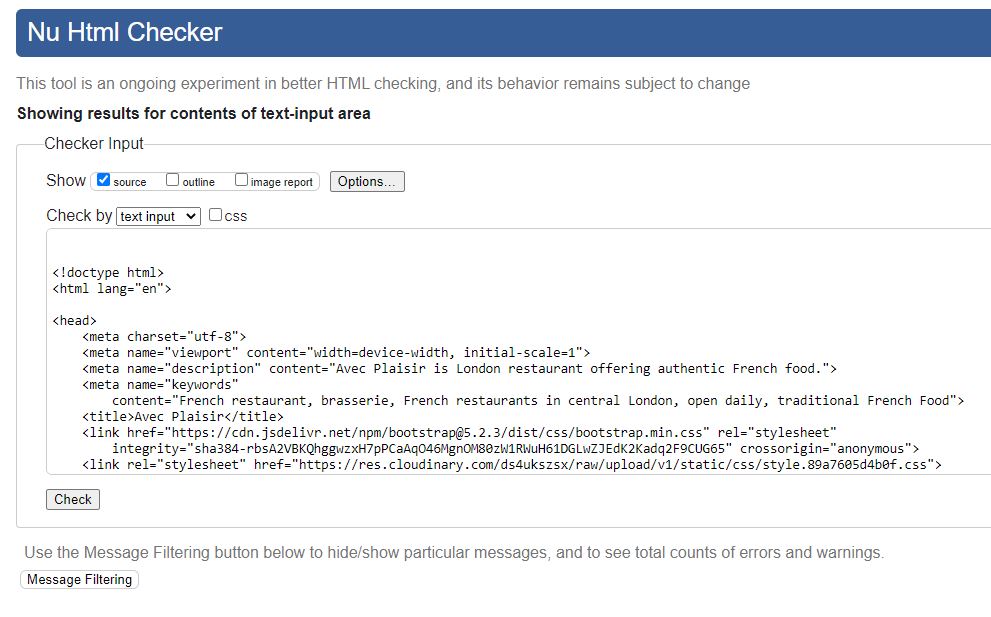 Nu Html Checker
This tool is an ongoing experiment in better HTML checking, and its behavior remains subject to change
Showing results for contents of text-input area
Checker Input
Show source outline image report Options...
Check by text input css
<!doctype html>
<html lang="en">
<head>
<meta charset="utf-8">
<meta name="viewport" content="width=device-width, initial-scale=1">
<meta name="description" content="Avec Plaisir is London restaurant offering authentic French food.">
<meta name="keywords"
content="French restaurant, brasserie, French restaurants in central London, open daily, traditional French Food">
<title>Avec Plaisir</title>
<link href="https://cdn.jsdelivr.net/npm/bootstrap@5.2.3/dist/css/bootstrap.min.css" rel="stylesheet"
integrity="sha384-rbsA2VBKQhggwzxH7pPCaAqO46MgnOM80zW1RWuH61DGLwZJEdK2Kadq2F9CUG65" crossorigin="anonymous">
<link rel="stylesheet" href="https://res.cloudinary.com/ds4ukszsx/raw/upload/v1/static/css/style.89a7605d4b0f.css">
Check
Use the Message Filtering button below to hide/show particular messages, and to see total counts of errors and warnings.
Message Filtering